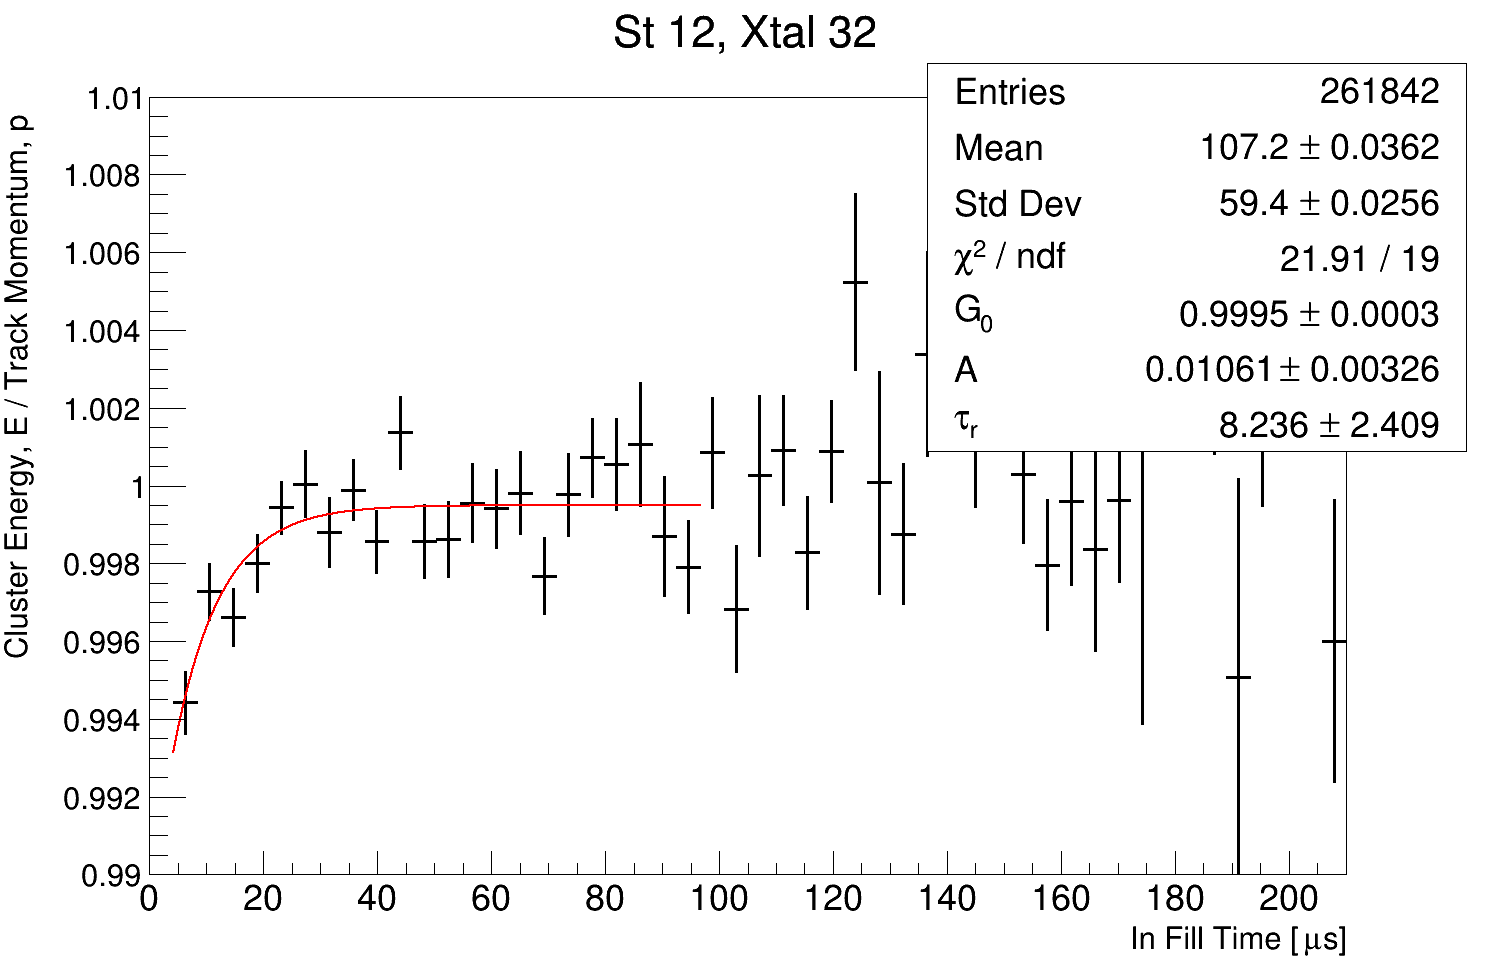 St 12, Xtal 32
Entries 261842
Mean 107.2 ± 0.0362
Std Dev 59.4 ± 0.0256
χ² / ndf 21.91 / 19
G₀ 0.9995 ± 0.0003
A 0.01061 ± 0.00326
τᵣ 8.236 ± 2.409
Cluster Energy, E / Track Momentum, p
1.01
1.008
1.006
1.004
1.002
1
0.998
0.996
0.994
0.992
0.99
0 20 40 60 80 100 120 140 160 180 200
In Fill Time [μs]